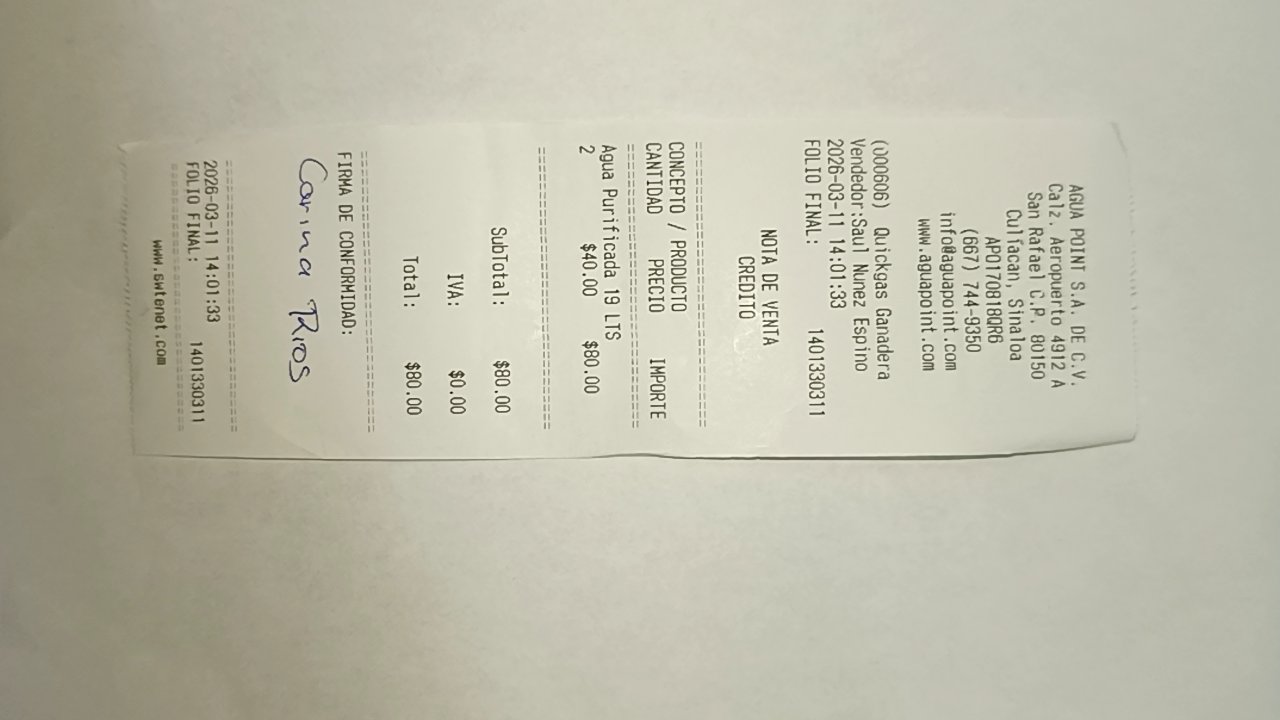 AGUA POINT S.A. DE C.V.
Calz. Aeropuerto 4912 A
San Rafael C.P. 80150
Culiacan, Sinaloa
APO170818QR6
(667) 744-9350
info@aguapoint.com
www.aguapoint.com
(000606) Quickgas Ganadera
Vendedor:Saul Nunez Espino
2026-03-11 14:01:33
FOLIO FINAL: 1401330311
NOTA DE VENTA
CREDITO
CONCEPTO / PRODUCTO
CANTIDAD PRECIO IMPORTE
Agua Purificada 19 LTS
2 $40.00 $80.00
SubTotal: $80.00
IVA: $0.00
Total: $80.00
FIRMA DE CONFORMIDAD:
Carina Rios
2026-03-11 14:01:33
FOLIO FINAL: 1401330311
www.swtenet.com